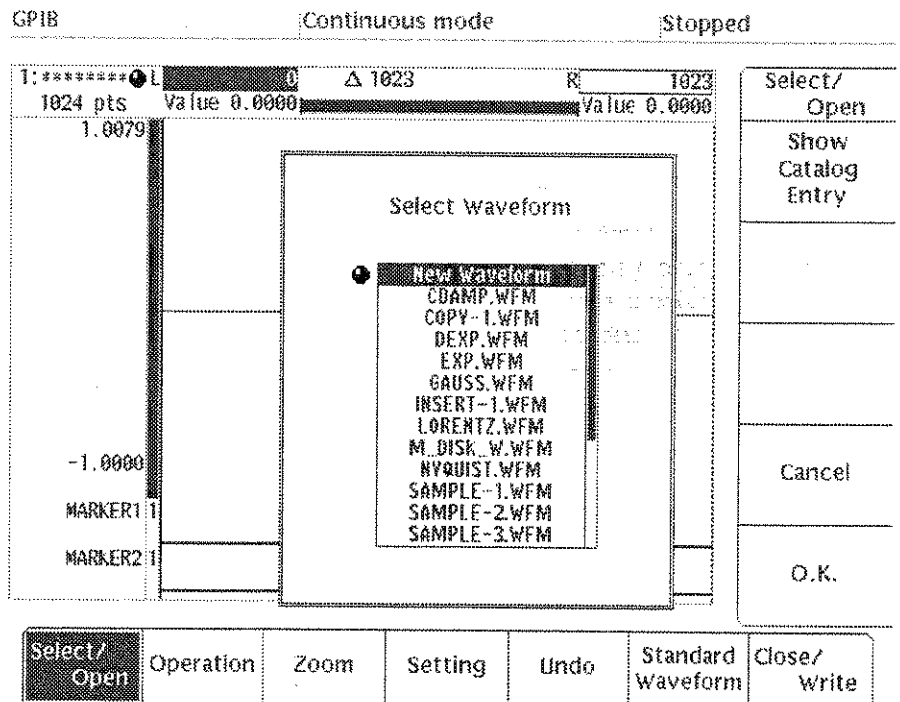 GPIB Continuous mode Stopped
1:******** L 0 Δ 1023 R 1023
1024 pts Value 0.0000 Value 0.0000
1.0079
-1.0000
MARKER1 1
MARKER2 1
Select Waveform
New Waveform
CDAMP.WFM
COPY-1.WFM
DEXP.WFM
EXP.WFM
GAUSS.WFM
INSERT-1.WFM
LORENTZ.WFM
M_DISK_W.WFM
NYQUIST.WFM
SAMPLE-1.WFM
SAMPLE-2.WFM
SAMPLE-3.WFM
Select/
Open
Show
Catalog
Entry
Cancel
O.K.
Select/
Open
Operation
Zoom
Setting
Undo
Standard
Waveform
Close/
Write